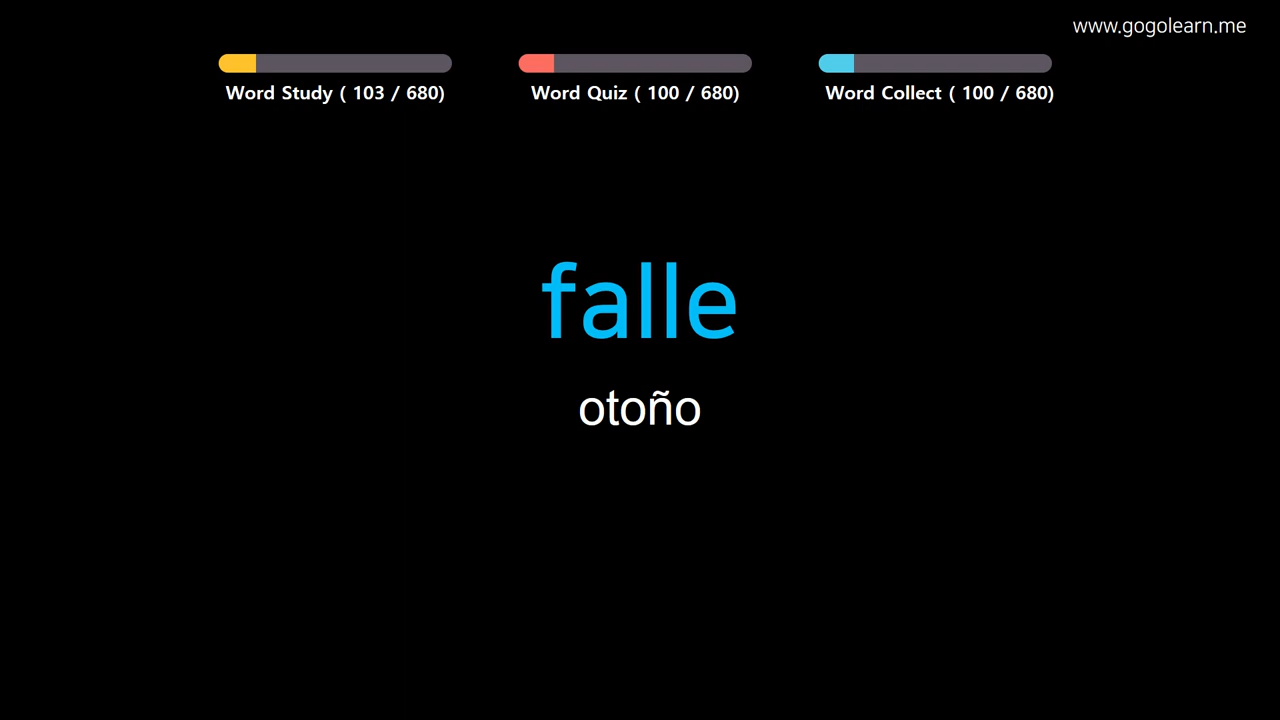 www.gogolearn.me
Word Study ( 103 / 680)
Word Quiz ( 100 / 680)
Word Collect ( 100 / 680)
falle
otoño